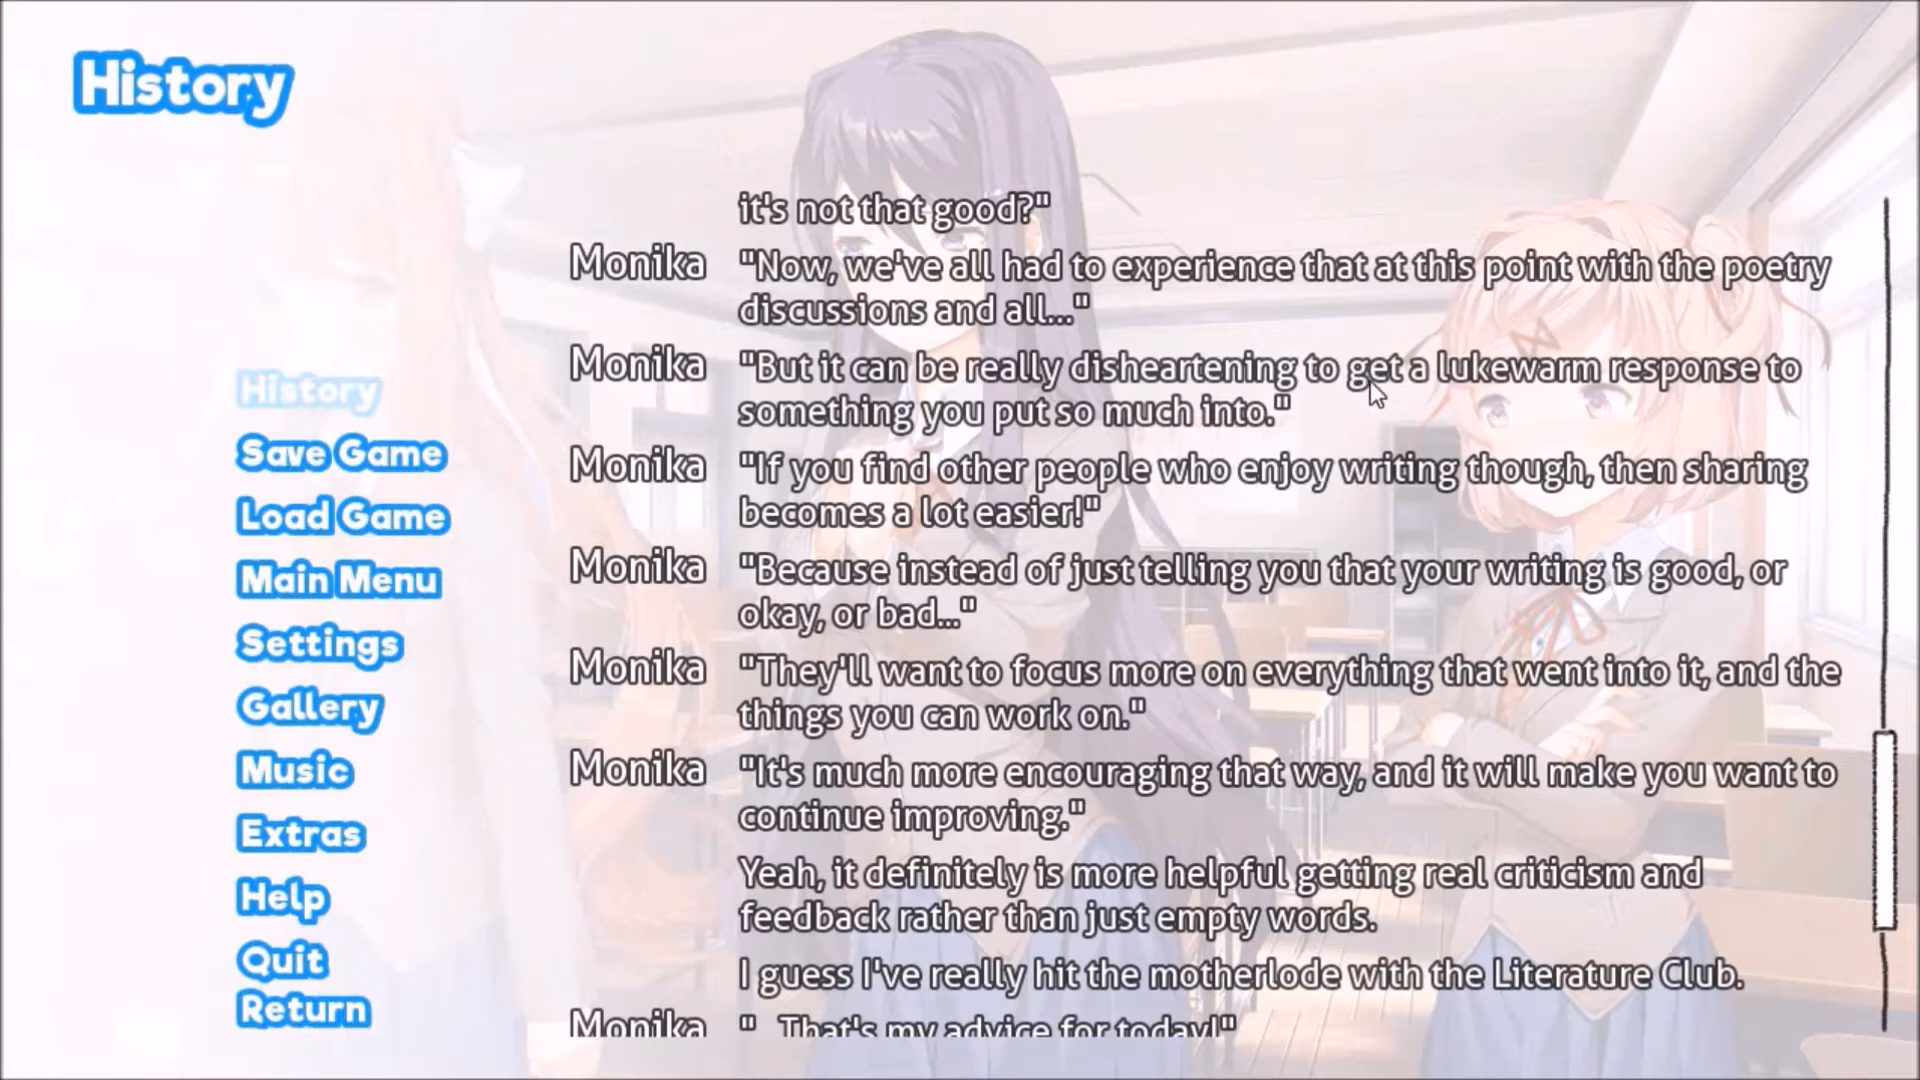 History
it's not that good?"
Monika "Now, we've all had to experience that at this point with the poetry
discussions and all..."
Monika "But it can be really disheartening to get a lukewarm response to
something you put so much into."
Monika "If you find other people who enjoy writing though, then sharing
becomes a lot easier!"
Monika "Because instead of just telling you that your writing is good, or
okay, or bad..."
Monika "They'll want to focus more on everything that went into it, and the
things you can work on."
Monika "It's much more encouraging that way, and it will make you want to
continue improving."
Yeah, it definitely is more helpful getting real criticism and
feedback rather than just empty words.
I guess I've really hit the motherlode with the Literature Club.
Monika "...That's my advice for today!"
History
Save Game
Load Game
Main Menu
Settings
Gallery
Music
Extras
Help
Quit
Return